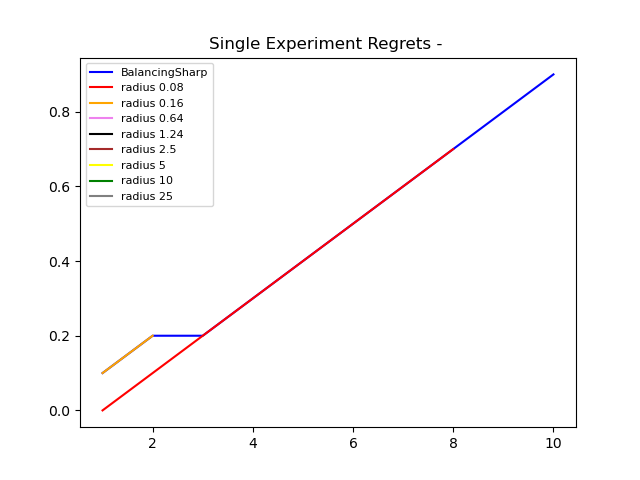 Single Experiment Regrets -
BalancingSharp
radius 0.08
radius 0.16
radius 0.64
radius 1.24
radius 2.5
radius 5
radius 10
radius 25
0.8
0.6
0.4
0.2
0.0
2 4 6 8 10